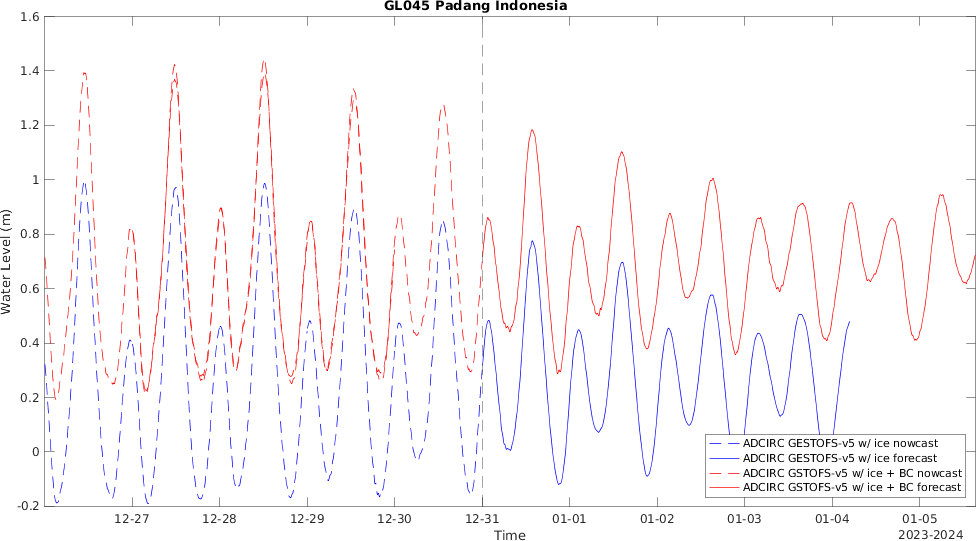 GL045 Padang Indonesia
1.6
1.4
1.2
1
0.8
0.6
0.4
0.2
0
-0.2
Water Level (m)
ADCIRC GESTOFS-v5 w/ ice nowcast
ADCIRC GESTOFS-v5 w/ ice forecast
ADCIRC GSTOFS-v5 w/ ice + BC nowcast
ADCIRC GSTOFS-v5 w/ ice + BC forecast
12-27 12-28 12-29 12-30 12-31 01-01 01-02 01-03 01-04 01-05
Time
2023-2024